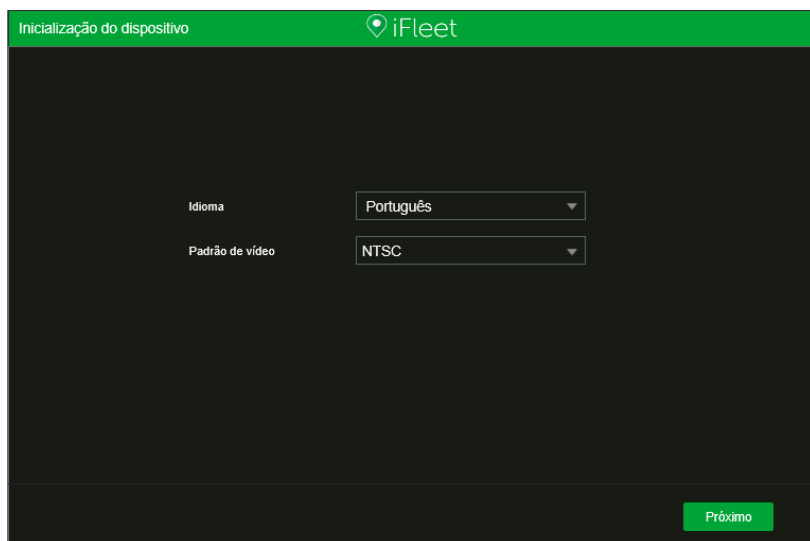 Inicialização do dispositivo
iFleet
Idioma
Português
Padrão de vídeo
NTSC
Próximo